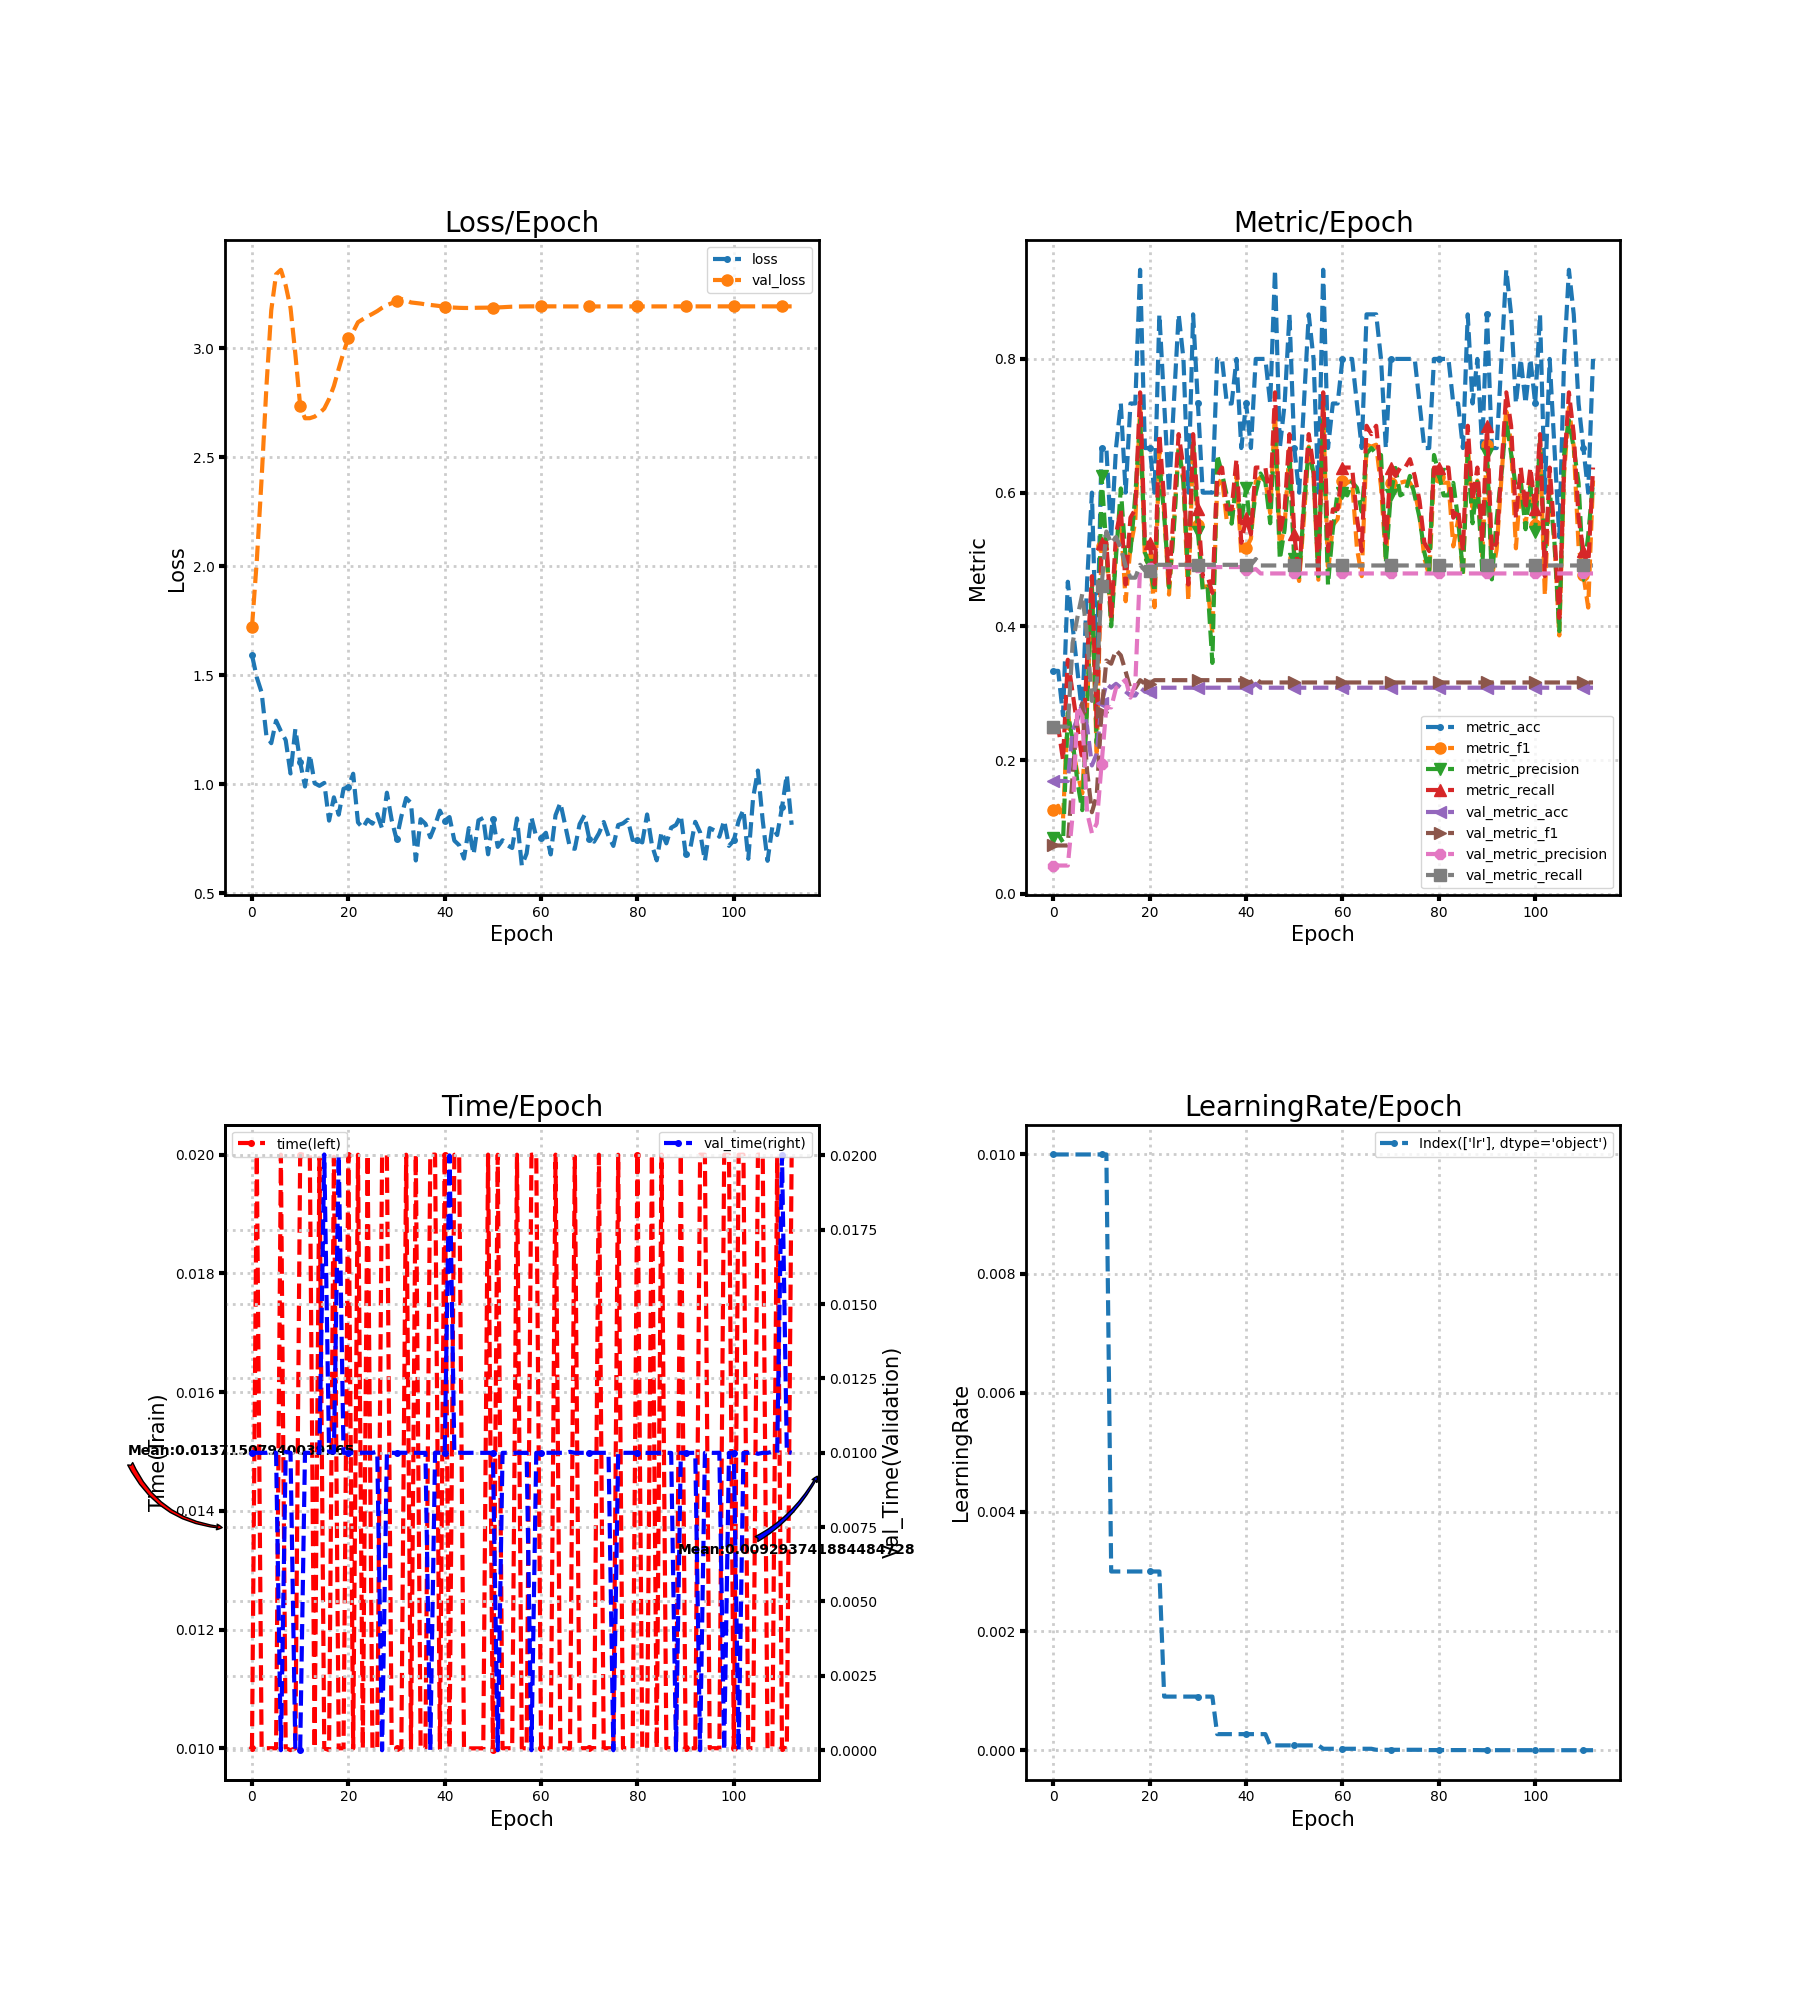 Loss/Epoch
loss
val_loss
3.0
2.5
2.0
1.5
1.0
0.5
Loss
0 20 40 60 80 100
Epoch
Metric/Epoch
0.8
0.6
0.4
0.2
0.0
Metric
metric_acc
metric_f1
metric_precision
metric_recall
val_metric_acc
val_metric_f1
val_metric_precision
val_metric_recall
0 20 40 60 80 100
Epoch
Time/Epoch
time(left)
val_time(right)
0.020
0.018
0.016
0.014
0.012
0.010
Time(Train)
0.0200
0.0175
0.0150
0.0125
0.0100
0.0075
0.0050
0.0025
0.0000
Val_Time(Validation)
Mean:0.009293741884484728
0 20 40 60 80 100
Epoch
LearningRate/Epoch
Index(['lr'], dtype='object')
0.010
0.008
0.006
0.004
0.002
0.000
LearningRate
0 20 40 60 80 100
Epoch